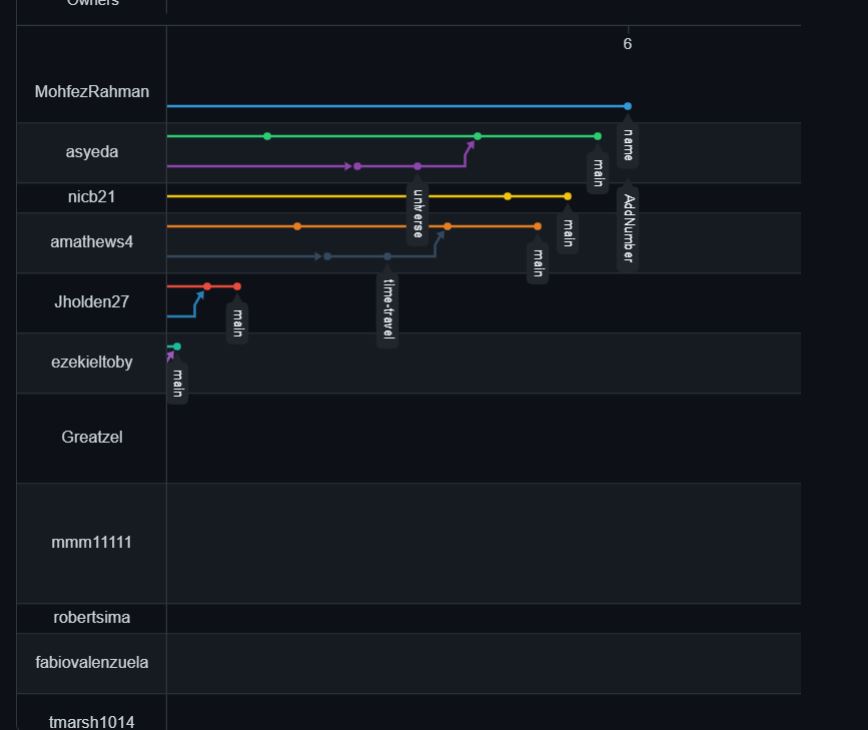 Owners
6
MohfezRahman
name
asyeda
main
universe
AddNumber
nicb21
main
amathews4
main
time-travel
Jholden27
main
ezekieltoby
main
Greatzel
mmm11111
robertsima
fabiovalenzuela
tmarsh1014